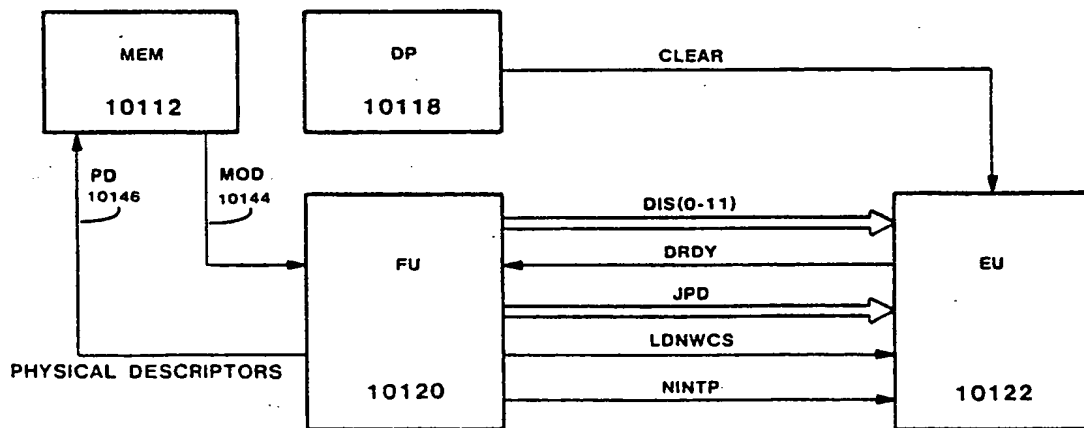 MEM
10112
DP
10118
CLEAR
PD
10146
MOD
10144
FU
10120
DIS(0-11)
DRDY
JPD
LDNWCS
NINTP
EU
10122
PHYSICAL DESCRIPTORS